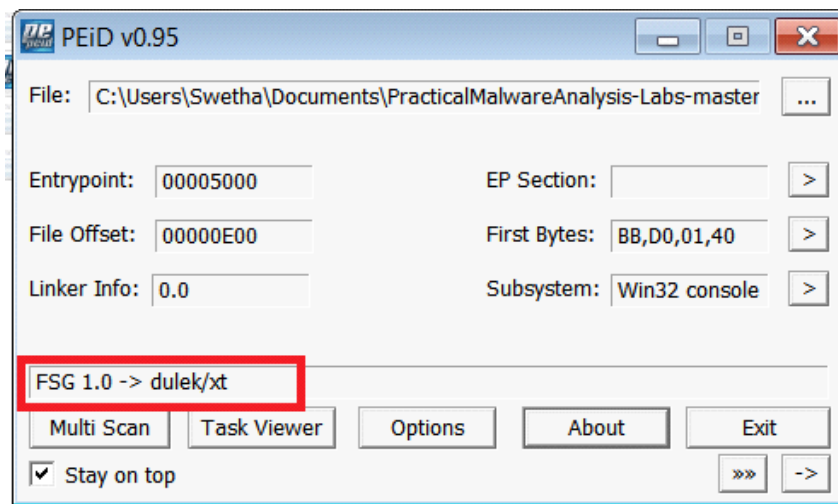 PEiD v0.95
File: C:\Users\Swetha\Documents\PracticalMalwareAnalysis-Labs-master ...
Entrypoint: 00005000 EP Section: >
File Offset: 00000E00 First Bytes: BB,D0,01,40 >
Linker Info: 0.0 Subsystem: Win32 console >
FSG 1.0 -> dulek/xt
Multi Scan Task Viewer Options About Exit
Stay on top »» ->